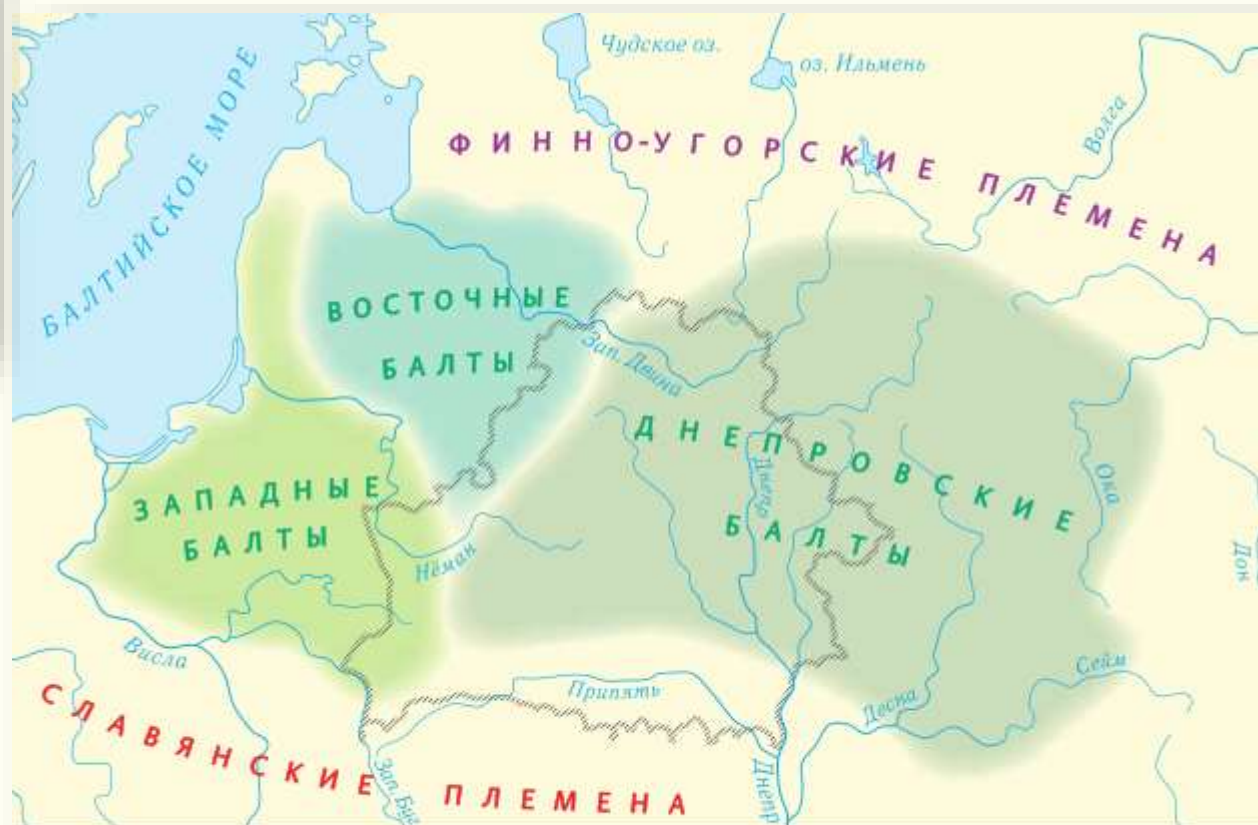 Чудское оз.
оз. Ильмень
БАЛТИЙСКОЕ МОРЕ
Волга
ФИННО-УГОРСКИЕ ПЛЕМЕНА
ВОСТОЧНЫЕ
БАЛТЫ
Зап. Двина
ДНЕПРОВСКИЕ
БАЛТЫ
Днепр
Ока
Дон
ЗАПАДНЫЕ
БАЛТЫ
Нёман
Висла
Припять
Сейм
Десна
СЛАВЯНСКИЕ ПЛЕМЕНА
Зап. Буг
Днепр